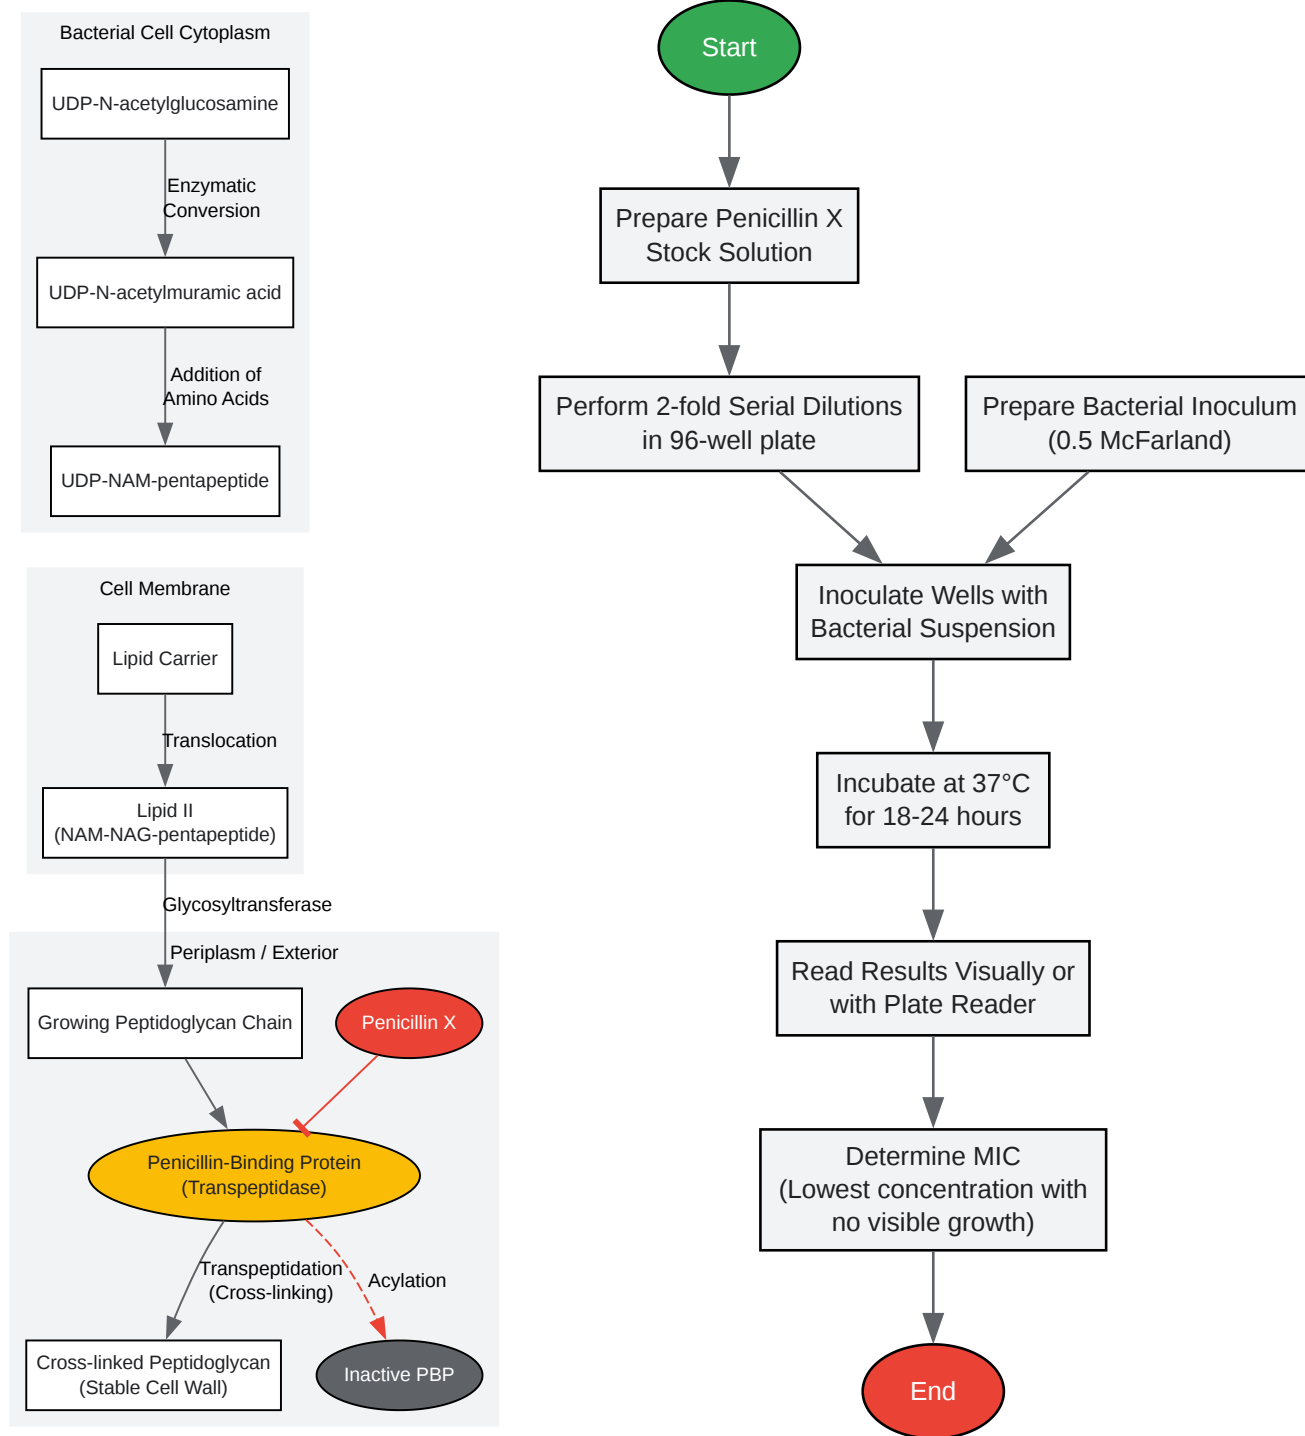 Bacterial Cell Cytoplasm
UDP-N-acetylglucosamine
Enzymatic
Conversion
UDP-N-acetylmuramic acid
Addition of
Amino Acids
UDP-NAM-pentapeptide
Cell Membrane
Lipid Carrier
Translocation
Lipid II
(NAM-NAG-pentapeptide)
Glycosyltransferase
Periplasm / Exterior
Growing Peptidoglycan Chain
Penicillin X
Penicillin-Binding Protein
(Transpeptidase)
Transpeptidation
(Cross-linking)
Acylation
Cross-linked Peptidoglycan
(Stable Cell Wall)
Inactive PBP
Start
Prepare Penicillin X
Stock Solution
Perform 2-fold Serial Dilutions
in 96-well plate
Prepare Bacterial Inoculum
(0.5 McFarland)
Inoculate Wells with
Bacterial Suspension
Incubate at 37°C
for 18-24 hours
Read Results Visually or
with Plate Reader
Determine MIC
(Lowest concentration with
no visible growth)
End